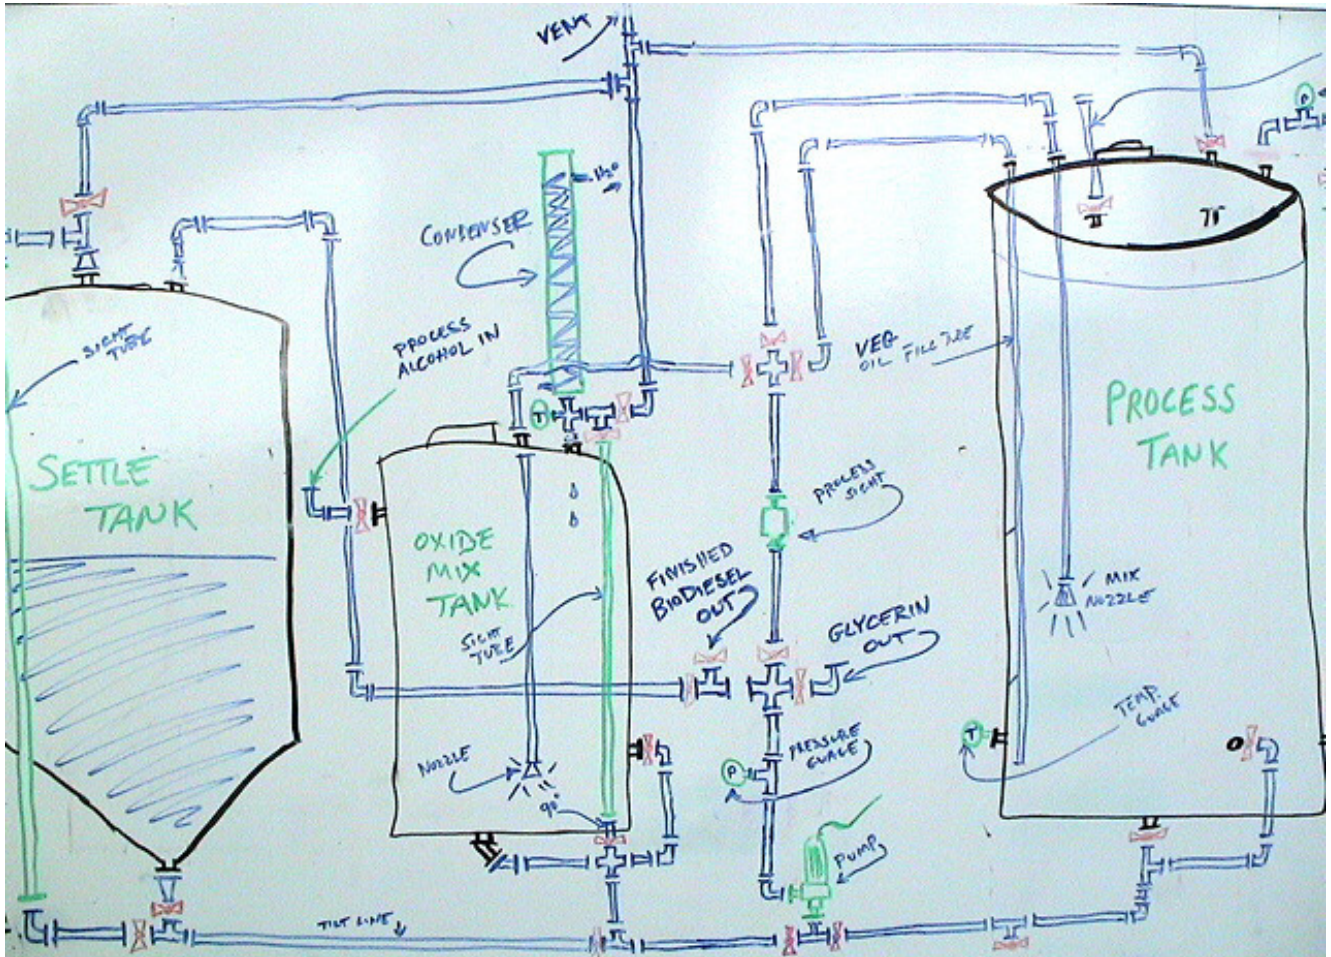 VENT
P
H2O
CONDENSER
SIGHT
TUBE
PROCESS
ALCOHOL IN
VEG
OIL FILL TUBE
PROCESS
TANK
T
SETTLE
TANK
PROCESS
SIGHT
OXIDE
MIX
TANK
FINISHED
BIODIESEL
OUT
MIX
NOZZLE
GLYCERIN
OUT
SIGHT
TUBE
TEMP.
GUAGE
T
NOZZLE
PRESSURE
GUAGE
P
90°
PUMP
TILT LINE